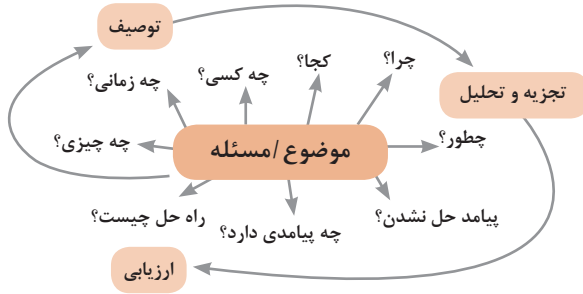 توصیف
چرا؟
کجا؟
چه کسی؟
چه زمانی؟
تجزیه و تحلیل
چطور؟
موضوع /مسئله
چه چیزی؟
پیامد حل نشدن؟
چه پیامدی دارد؟
راه حل چیست؟
ارزیابی